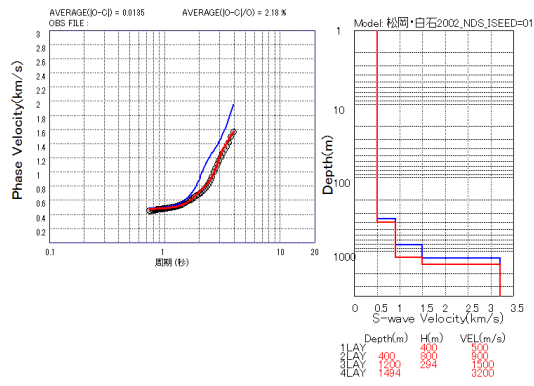 AVERAGE(|O-C|) = 0.0135 AVERAGE(|O-C|/O) = 2.18 %
OBS FILE :
Phase Velocity(km/s)
3
2.8
2.6
2.4
2.2
2
1.8
1.6
1.4
1.2
1
0.8
0.6
0.4
0.2
0.1 1 10 20
周期 (秒)
Model: 松岡・白石2002_NDS_ISEED=01
Depth(m)
1
10
100
1000
0 0.5 1 1.5 2 2.5 3 3.5
S-wave Velocity(km/s)
Depth(m) H(m) VEL(m/s)
1LAY 400 500
2LAY 400 800 900
3LAY 1200 294 1500
4LAY 1494 3200